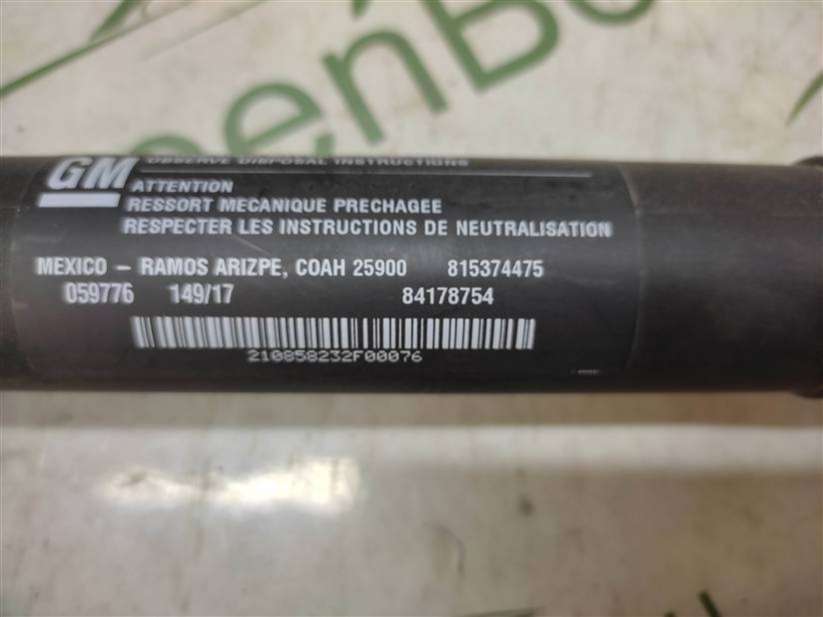 GM
OBSERVE DISPOSAL INSTRUCTIONS
ATTENTION
RESSORT MECANIQUE PRECHAGEE
RESPECTER LES INSTRUCTIONS DE NEUTRALISATION
MEXICO – RAMOS ARIZPE, COAH 25900 815374475
059776 149/17 84178754
210858232F00076